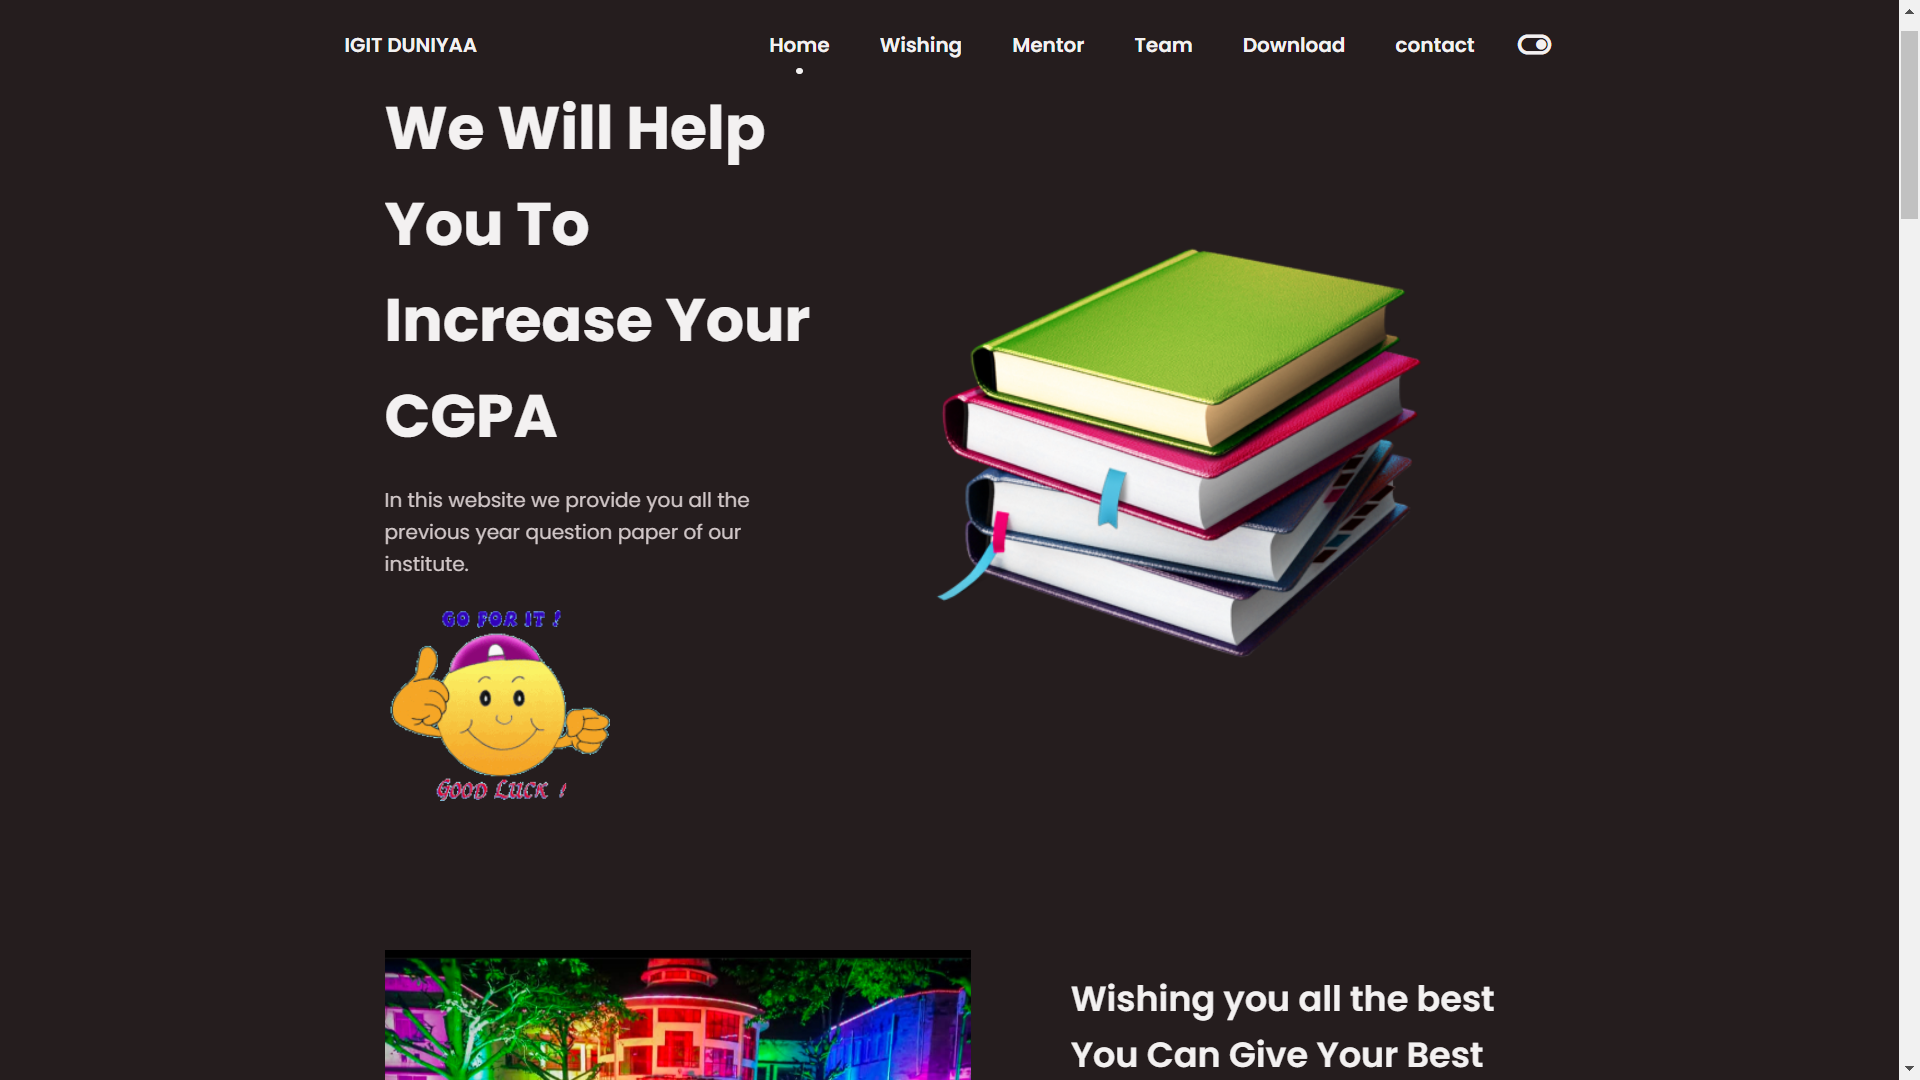 IGIT DUNIYAA
Home
Wishing
Mentor
Team
Download
contact
We Will Help
You To
Increase Your
CGPA
In this website we provide you all the
previous year question paper of our
institute.
GO FOR IT !
GOOD LUCK !
Wishing you all the best
You Can Give Your Best